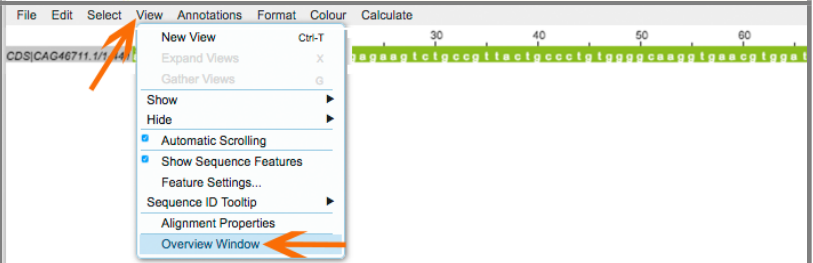 File Edit Select View Annotations Format Colour Calculate
New View Ctrl-T
30 40 50 60
Expand Views X
CDS|CAG46711.1/1-44 gagaagtctgccgttactgccctgtggggcaaggtgaacgtggat
Gather Views G
Show
Hide
Automatic Scrolling
Show Sequence Features
Feature Settings...
Sequence ID Tooltip
Alignment Properties
Overview Window